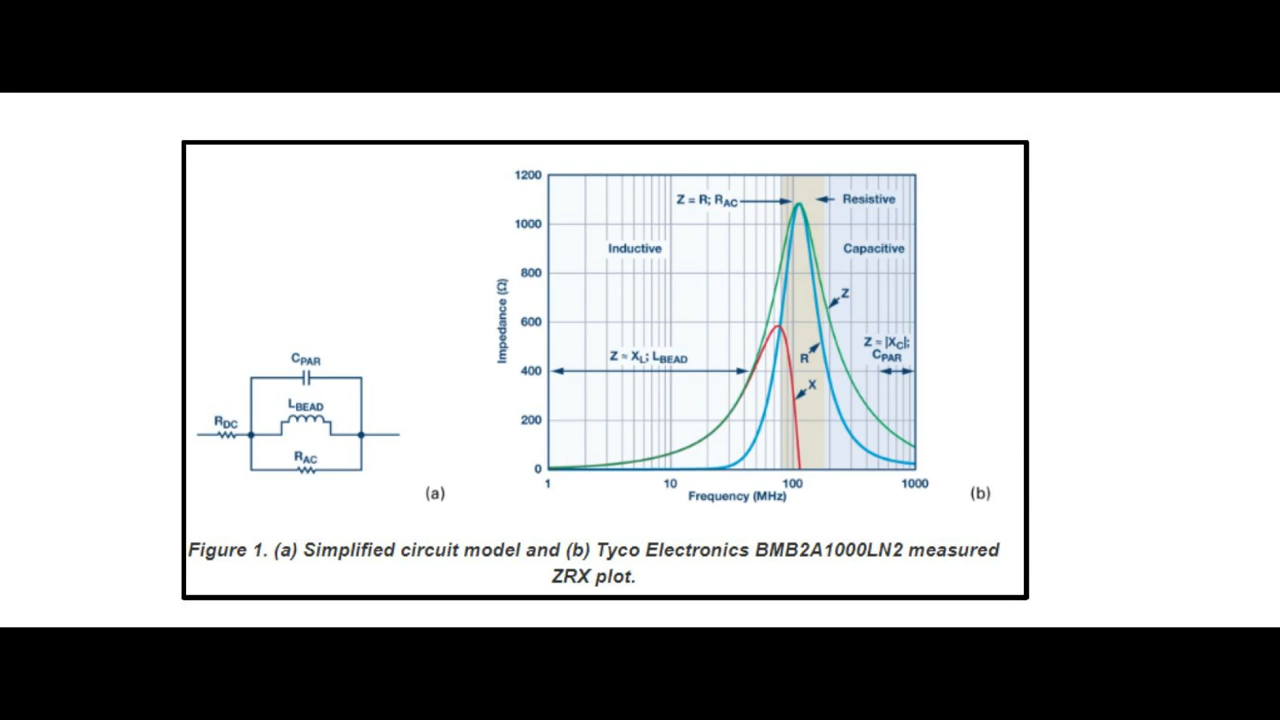 CPAR
LBEAD
RDC
RAC
(a)
1200
1000
800
600
400
200
0
Impedance (Ω)
Z = R; RAC
Resistive
Inductive
Capacitive
Z
Z ≈ XL; LBEAD
R
Z ≈ |XC|;
CPAR
X
1
10
100
1000
Frequency (MHz)
(b)
Figure 1. (a) Simplified circuit model and (b) Tyco Electronics BMB2A1000LN2 measured
ZRX plot.